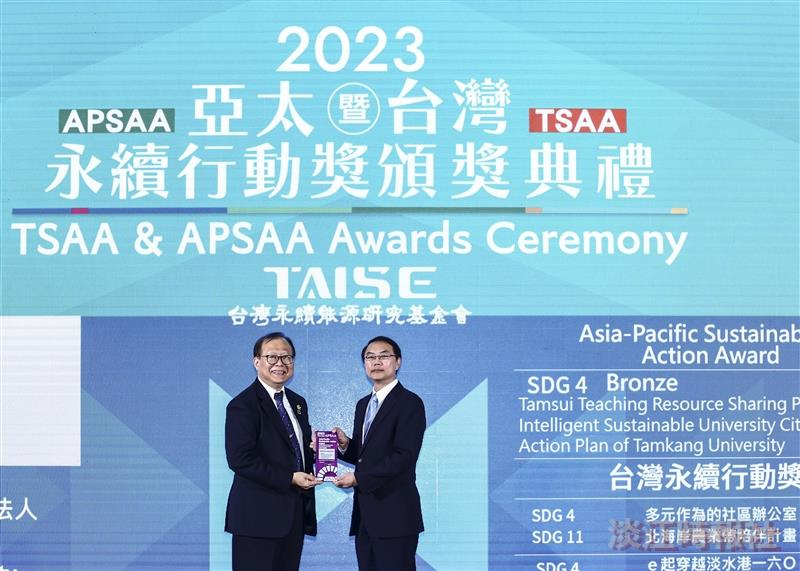 2023
APSAA 亞太暨台灣 TSAA
永續行動獎頒獎典禮
TSAA & APSAA Awards Ceremony
TAISE
台灣永續能源研究基金會
Asia-Pacific Sustainab
Action Award
SDG 4 Bronze
Tamsui Teaching Resource Sharing P
Intelligent Sustainable University Cit
Action Plan of Tamkang University
台灣永續行動獎
SDG 4 多元作為的社區辦公室
SDG 11 北海岸農業幣陪伴計畫
SDG 4 e起穿越淡水港一六〇
法人
淡江時報社